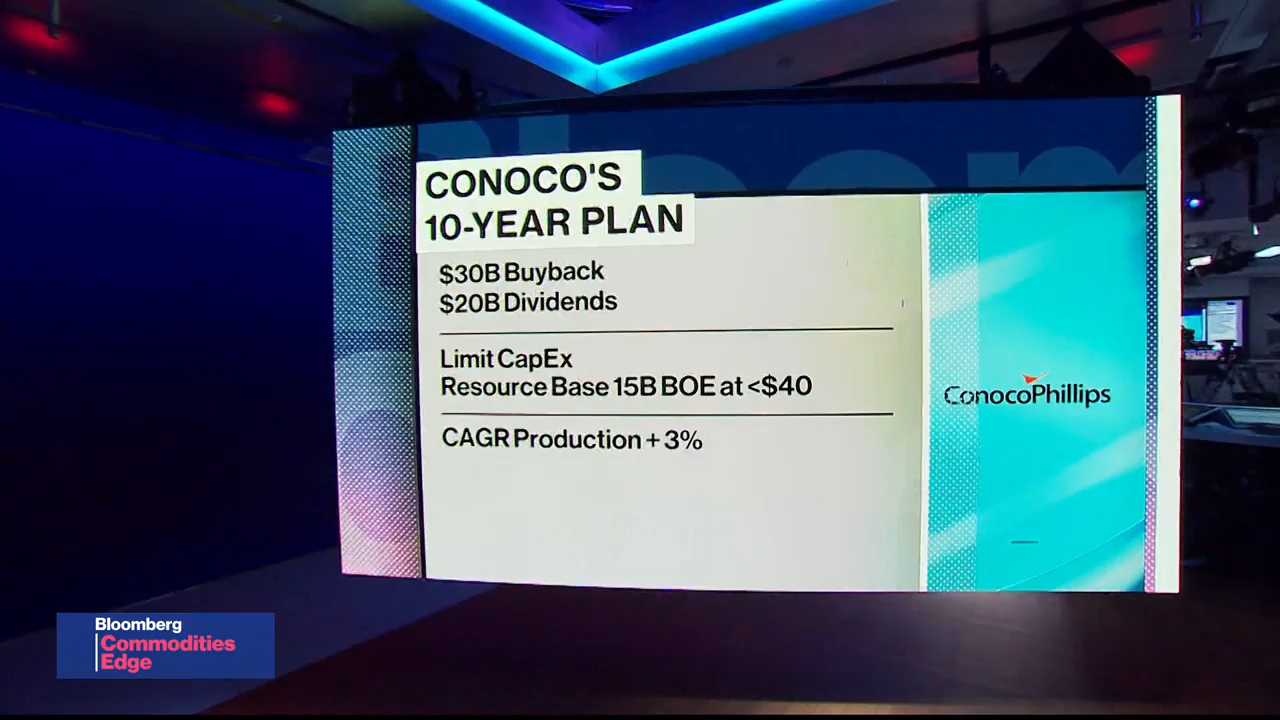 CONOCO'S
10-YEAR PLAN
$30B Buyback
$20B Dividends
Limit CapEx
Resource Base 15B BOE at <$40
CAGR Production + 3%
ConocoPhillips
Bloomberg
Commodities
Edge